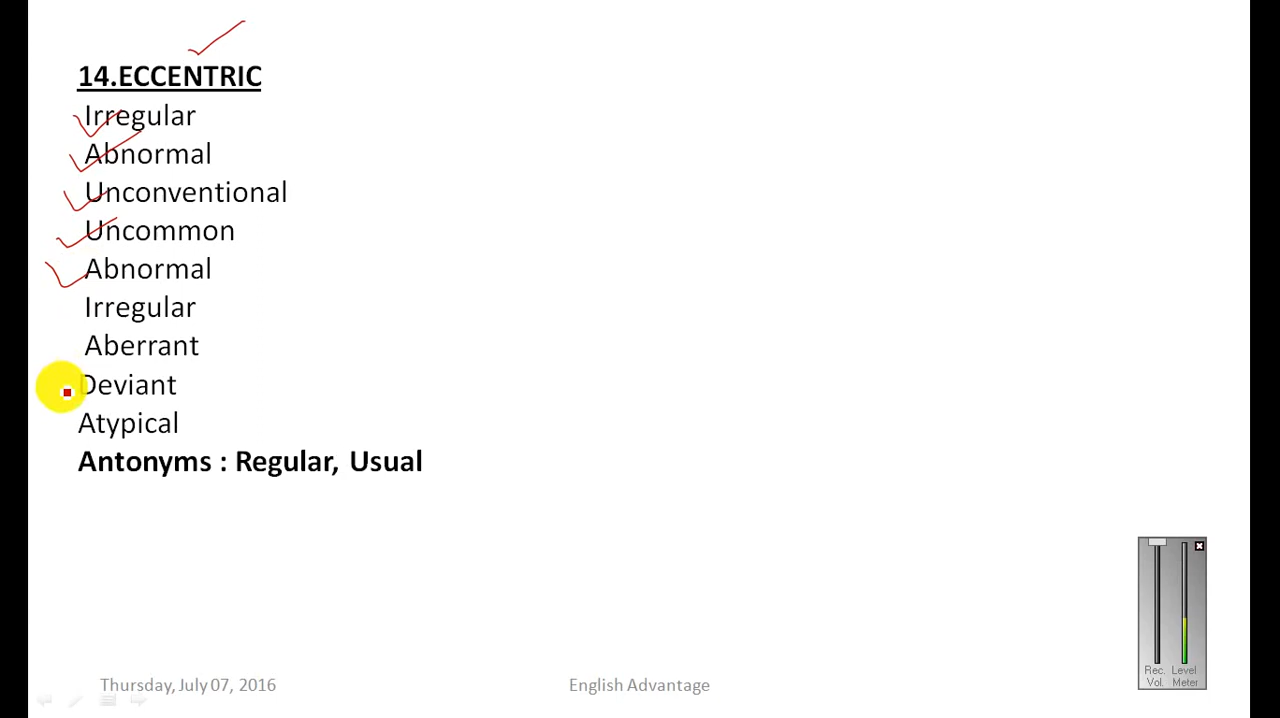 14.ECCENTRIC
Irregular
Abnormal
Unconventional
Uncommon
Abnormal
Irregular
Aberrant
Deviant
Atypical
Antonyms : Regular, Usual
Rec. Level
Vol. Meter
Thursday, July 07, 2016
English Advantage